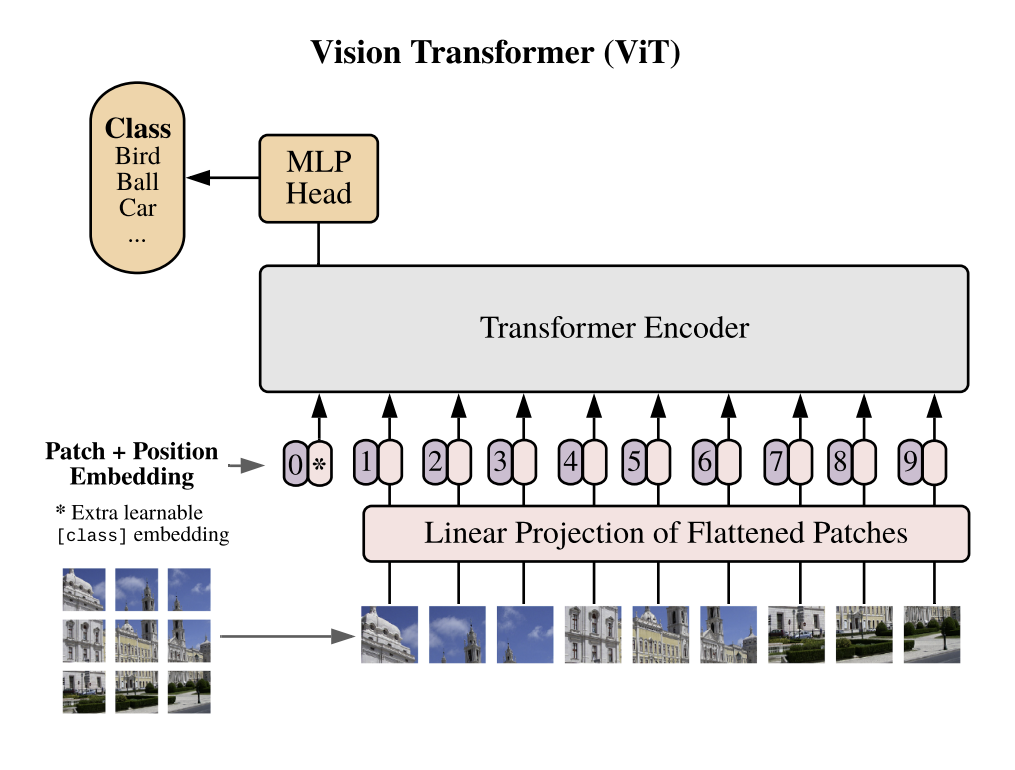 Vision Transformer (ViT)
Class
Bird
Ball
Car
...
MLP
Head
Transformer Encoder
Patch + Position
Embedding
0 * 1 2 3 4 5 6 7 8 9
* Extra learnable
[class] embedding
Linear Projection of Flattened Patches